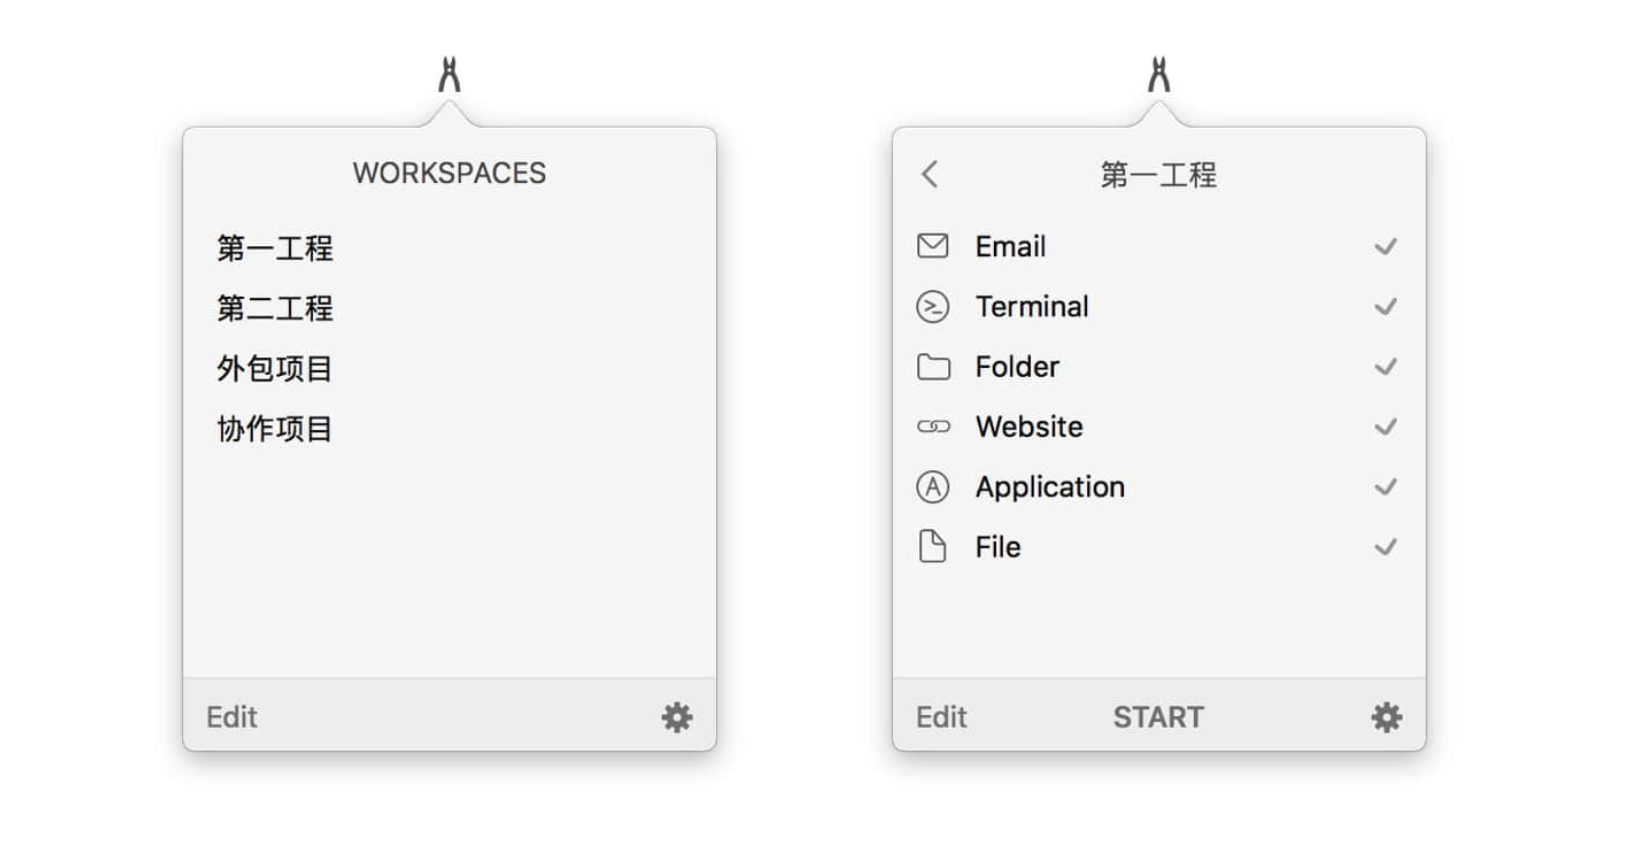 WORKSPACES
第一工程
第二工程
外包项目
协作项目
Edit
第一工程
Email
Terminal
Folder
Website
Application
File
Edit START